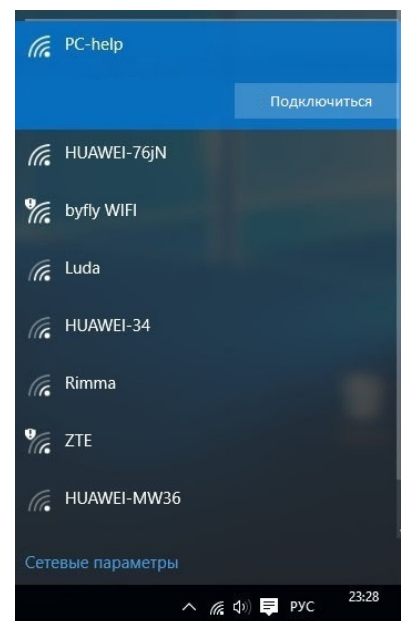 PC-help
Подключиться
HUAWEI-76jN
byfly WIFI
Luda
HUAWEI-34
Rimma
ZTE
HUAWEI-MW36
Сетевые параметры
РУС 23:28